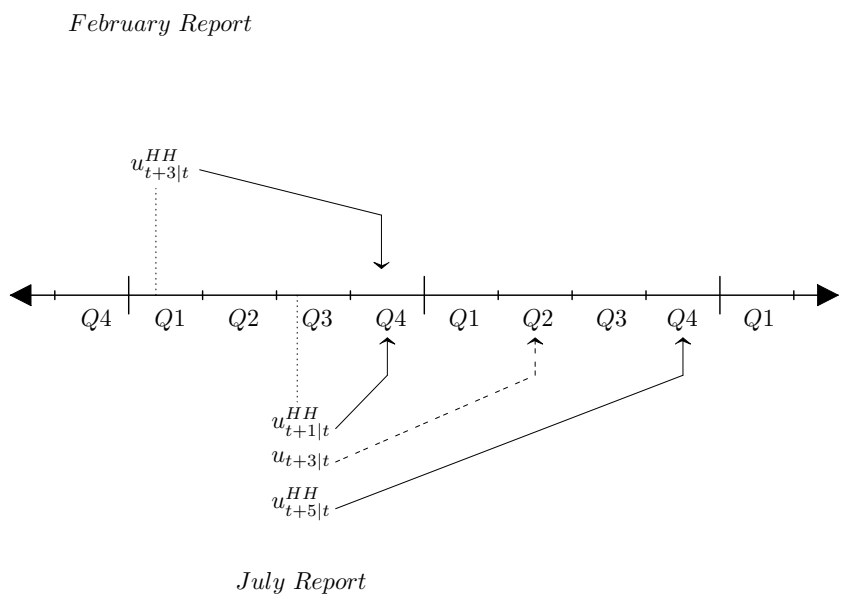 February Report
u^{HH}_{t+3|t}
Q4 Q1 Q2 Q3 Q4 Q1 Q2 Q3 Q4 Q1
u^{HH}_{t+1|t}
u_{t+3|t}
u^{HH}_{t+5|t}
July Report